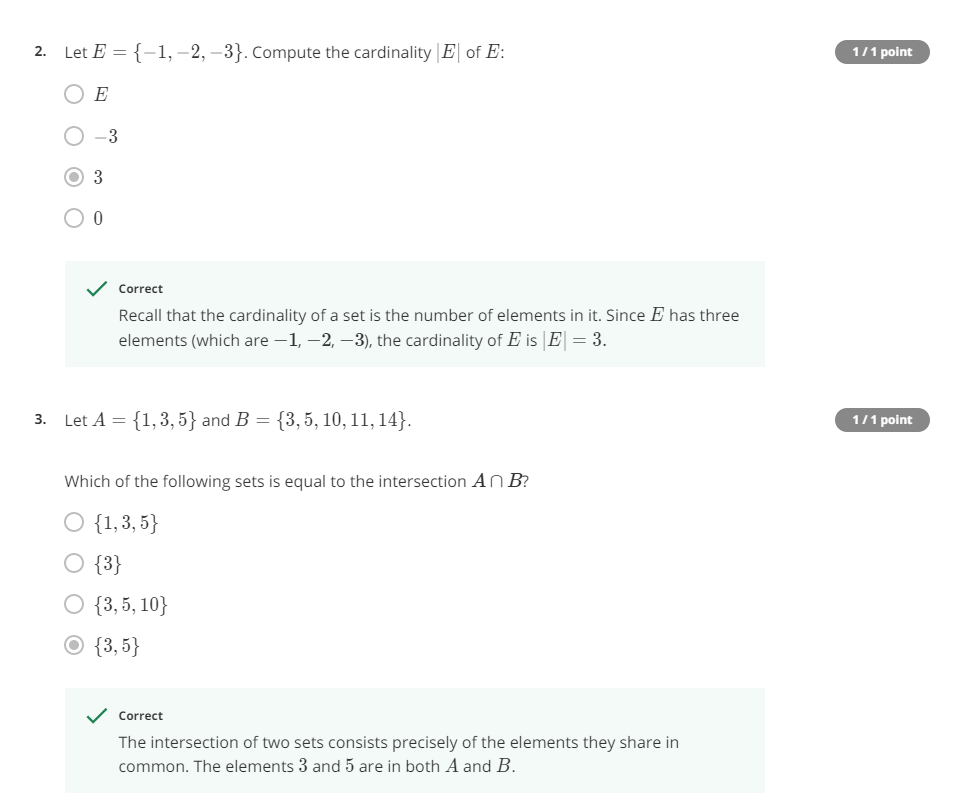 2. Let E = {−1, −2, −3}. Compute the cardinality |E| of E: 1 / 1 point
E
−3
3
0
Correct
Recall that the cardinality of a set is the number of elements in it. Since E has three
elements (which are −1, −2, −3), the cardinality of E is |E| = 3.
3. Let A = {1, 3, 5} and B = {3, 5, 10, 11, 14}. 1 / 1 point
Which of the following sets is equal to the intersection A ∩ B?
{1, 3, 5}
{3}
{3, 5, 10}
{3, 5}
Correct
The intersection of two sets consists precisely of the elements they share in
common. The elements 3 and 5 are in both A and B.